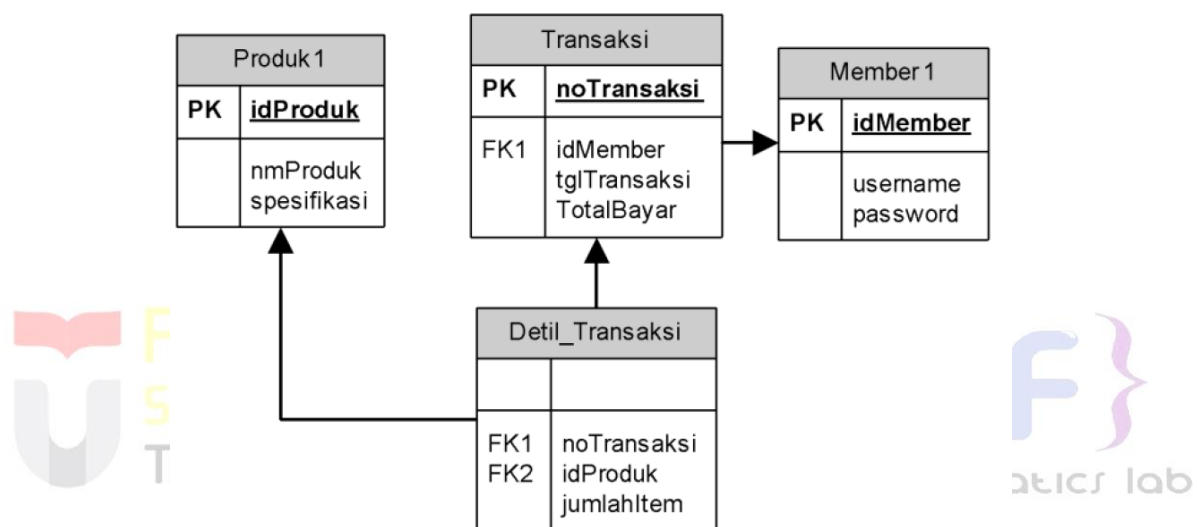 Produk1
PK idProduk
nmProduk
spesifikasi
Transaksi
PK noTransaksi
FK1 idMember
tglTransaksi
TotalBayar
Member1
PK idMember
username
password
Detil_Transaksi
FK1 noTransaksi
FK2 idProduk
jumlahItem
F
S
T
F}
atics lab